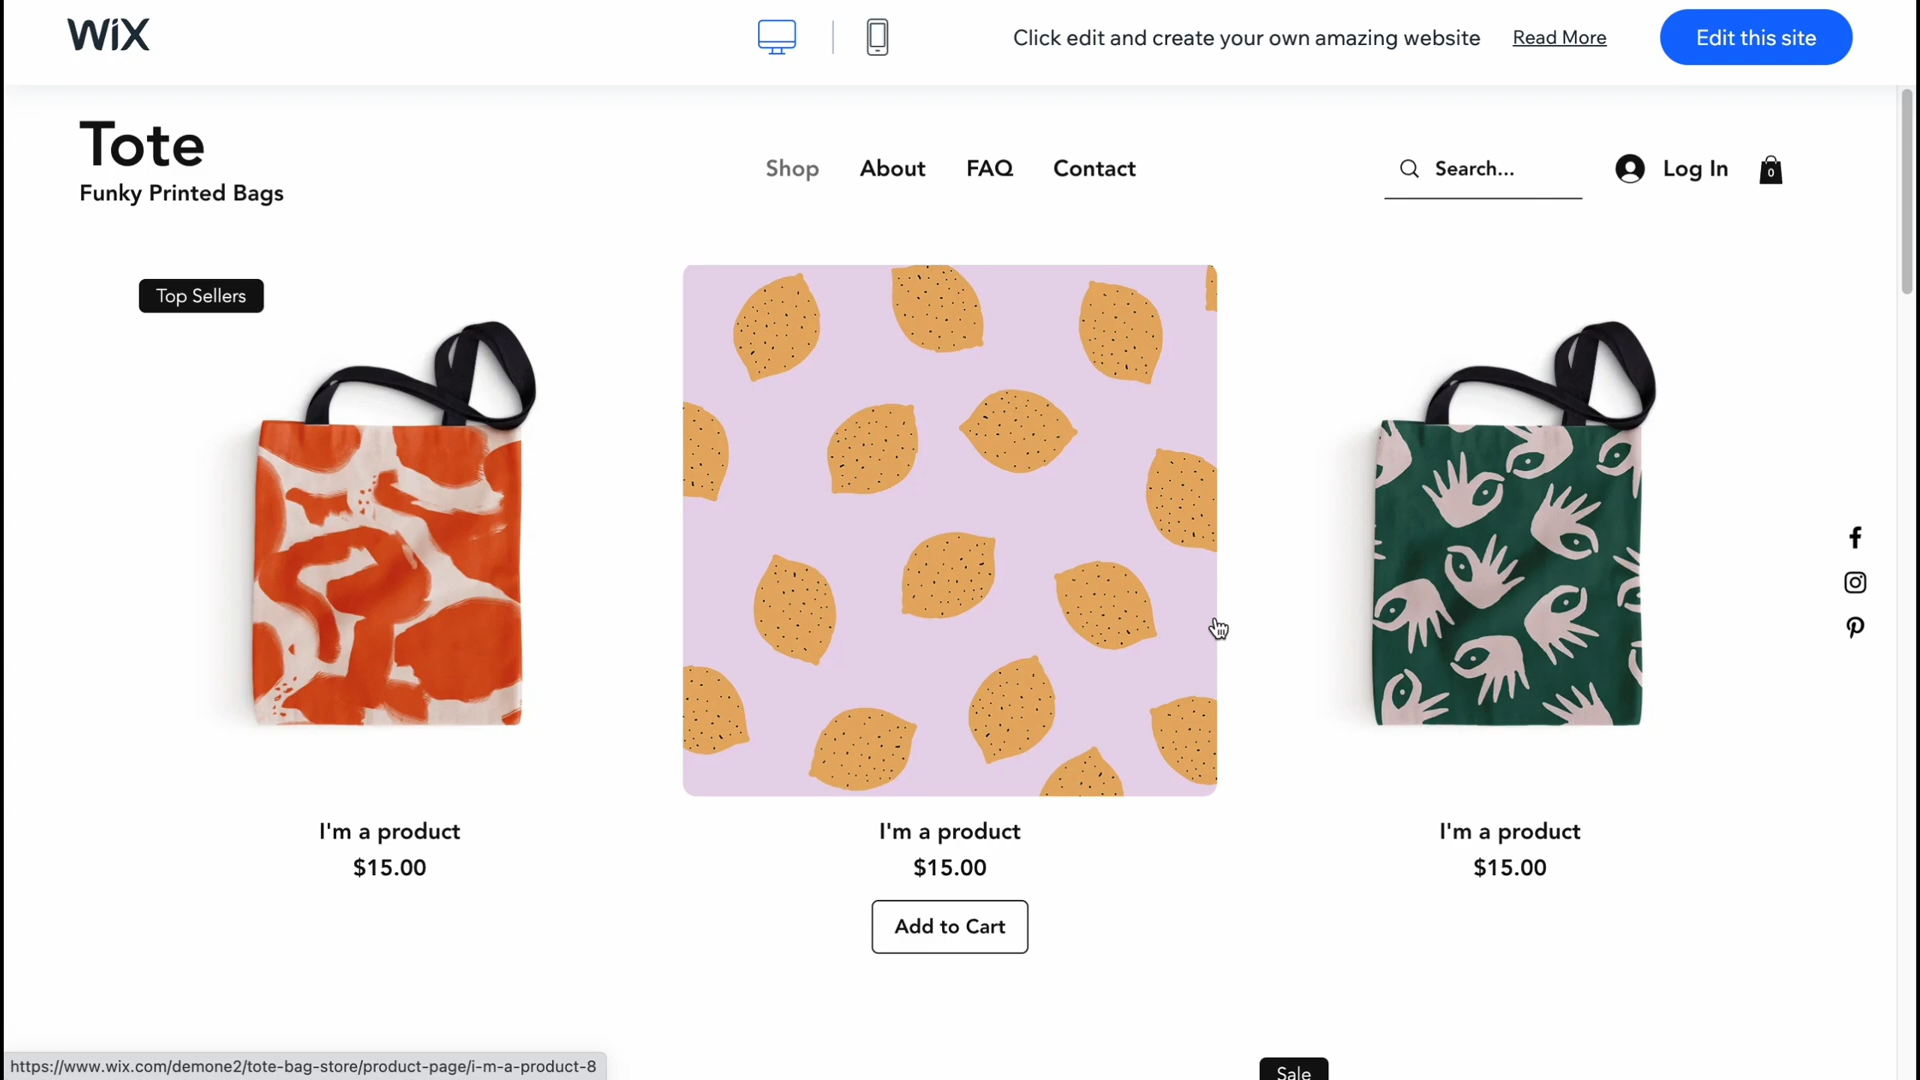 WiX
Click edit and create your own amazing website
Read More
Edit this site
Tote
Funky Printed Bags
Shop
About
FAQ
Contact
Search...
Log In
0
Top Sellers
I'm a product
$15.00
I'm a product
$15.00
Add to Cart
I'm a product
$15.00
Sale
https://www.wix.com/demone2/tote-bag-store/product-page/i-m-a-product-8